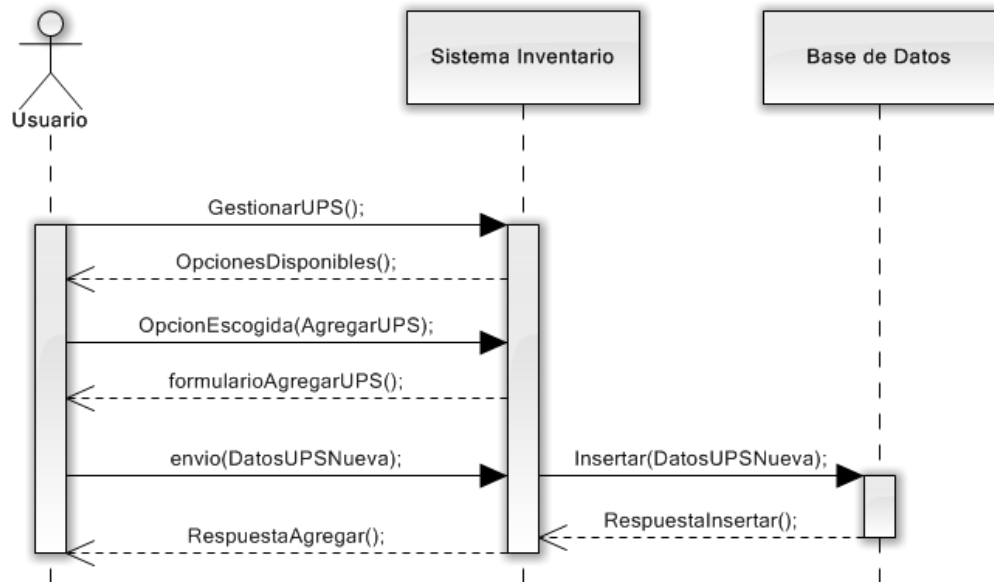 Usuario
Sistema Inventario
Base de Datos
GestionarUPS();
OpcionesDisponibles();
OpcionEscogida(AgregarUPS);
formularioAgregarUPS();
envio(DatosUPSNueva);
Insertar(DatosUPSNueva);
RespuestaInsertar();
RespuestaAgregar();